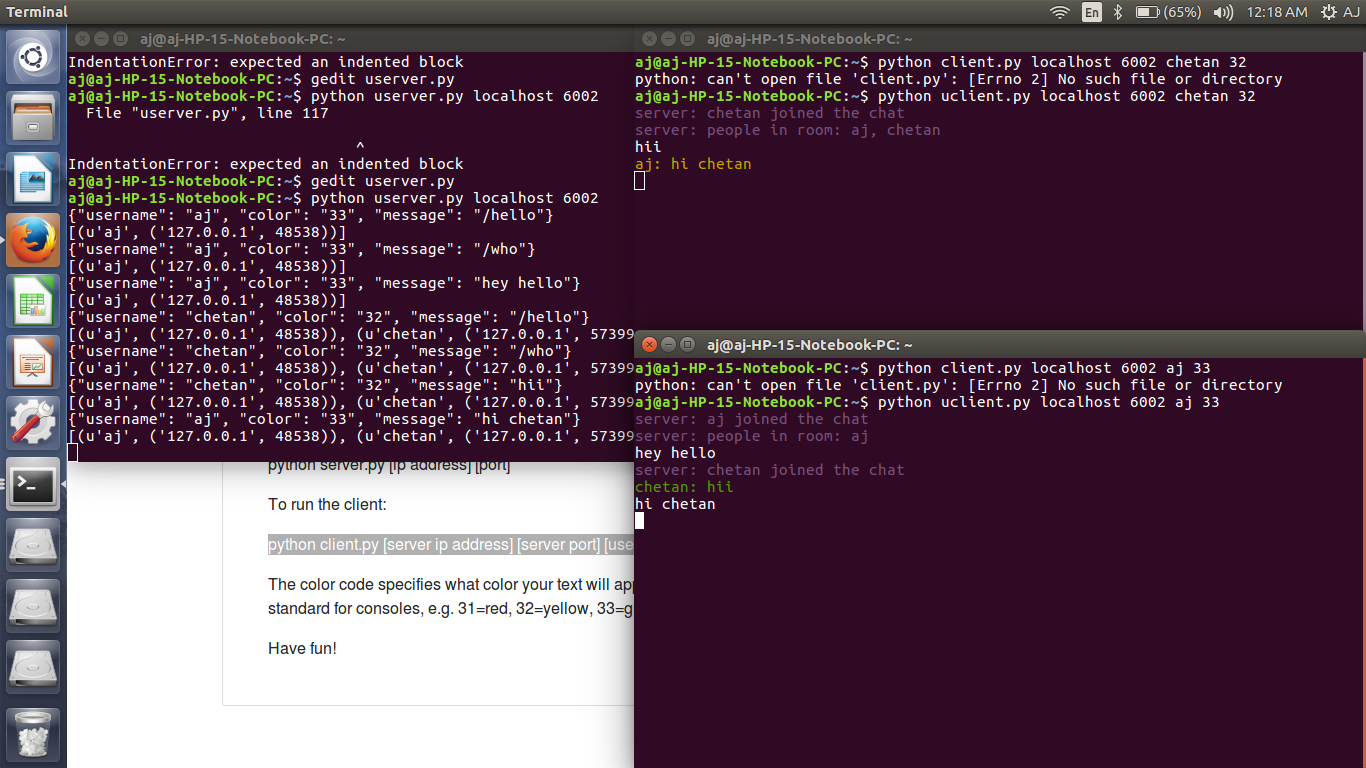 Terminal
En
(65%)
12:18 AM
AJ
aj@aj-HP-15-Notebook-PC: ~
IndentationError: expected an indented block
aj@aj-HP-15-Notebook-PC:~$ gedit userver.py
aj@aj-HP-15-Notebook-PC:~$ python userver.py localhost 6002
File "userver.py", line 117
^
IndentationError: expected an indented block
aj@aj-HP-15-Notebook-PC:~$ gedit userver.py
aj@aj-HP-15-Notebook-PC:~$ python userver.py localhost 6002
{"username": "aj", "color": "33", "message": "/hello"}
[(u'aj', ('127.0.0.1', 48538))]
{"username": "aj", "color": "33", "message": "/who"}
[(u'aj', ('127.0.0.1', 48538))]
{"username": "aj", "color": "33", "message": "hey hello"}
[(u'aj', ('127.0.0.1', 48538))]
{"username": "chetan", "color": "32", "message": "/hello"}
[(u'aj', ('127.0.0.1', 48538)), (u'chetan', ('127.0.0.1', 57399
{"username": "chetan", "color": "32", "message": "/who"}
[(u'aj', ('127.0.0.1', 48538)), (u'chetan', ('127.0.0.1', 57399
{"username": "chetan", "color": "32", "message": "hii"}
[(u'aj', ('127.0.0.1', 48538)), (u'chetan', ('127.0.0.1', 57399
{"username": "aj", "color": "33", "message": "hi chetan"}
[(u'aj', ('127.0.0.1', 48538)), (u'chetan', ('127.0.0.1', 57399
python server.py [ip address] [port]
To run the client:
python client.py [server ip address] [server port] [use
The color code specifies what color your text will app
standard for consoles, e.g. 31=red, 32=yellow, 33=g
Have fun!
aj@aj-HP-15-Notebook-PC: ~
aj@aj-HP-15-Notebook-PC:~$ python client.py localhost 6002 chetan 32
python: can't open file 'client.py': [Errno 2] No such file or directory
aj@aj-HP-15-Notebook-PC:~$ python uclient.py localhost 6002 chetan 32
server: chetan joined the chat
server: people in room: aj, chetan
hii
aj: hi chetan
aj@aj-HP-15-Notebook-PC: ~
aj@aj-HP-15-Notebook-PC:~$ python client.py localhost 6002 aj 33
python: can't open file 'client.py': [Errno 2] No such file or directory
aj@aj-HP-15-Notebook-PC:~$ python uclient.py localhost 6002 aj 33
server: aj joined the chat
server: people in room: aj
hey hello
server: chetan joined the chat
chetan: hii
hi chetan